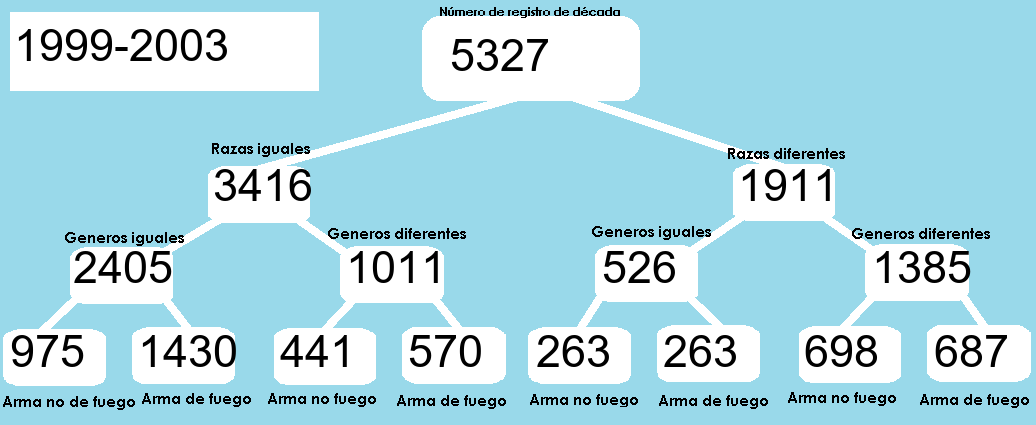 Número de registro de década
1999-2003
5327
Razas iguales
Razas diferentes
3416
1911
Generos iguales
Generos diferentes
Generos iguales
Generos diferentes
2405
1011
526
1385
975
1430
441
570
263
263
698
687
Arma no de fuego
Arma de fuego
Arma no fuego
Arma de fuego
Arma no fuego
Arma de fuego
Arma no fuego
Arma de fuego